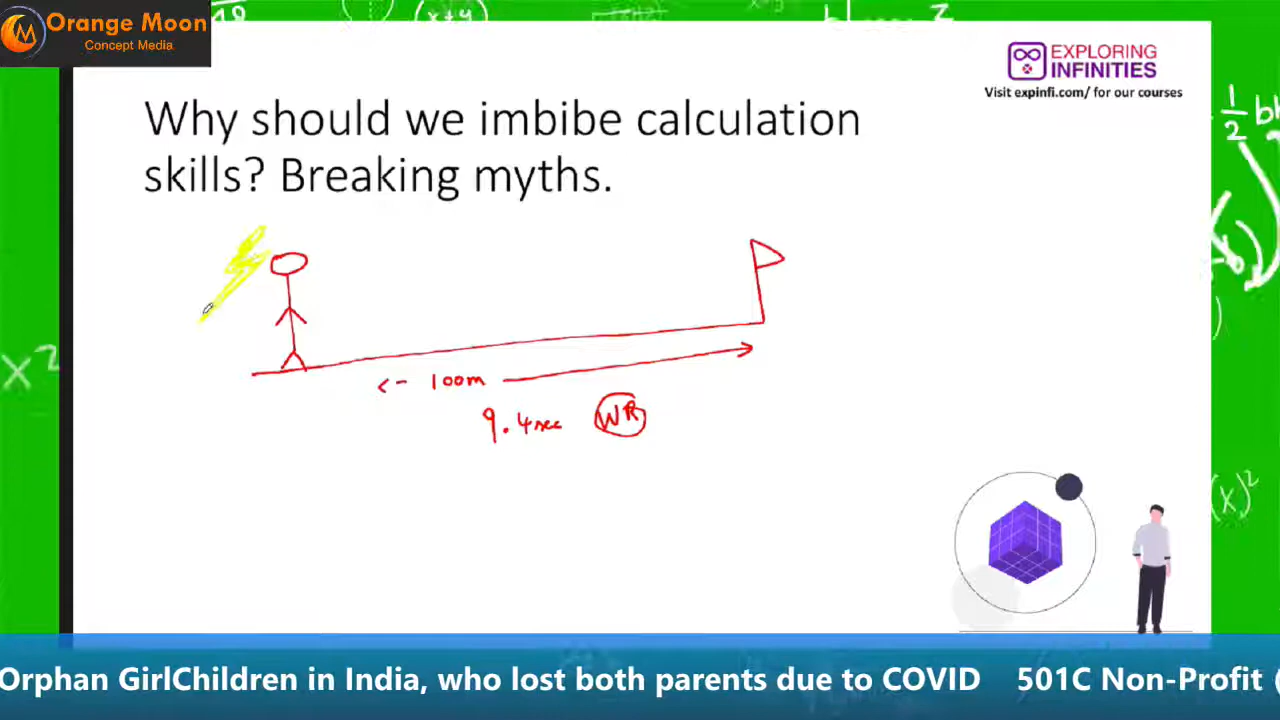 Orange Moon
Concept Media
EXPLORING
INFINITIES
Visit expinfi.com/ for our courses
Why should we imbibe calculation
skills? Breaking myths.
<- 100m
9.4sec WR
x²
(x)²
Orphan GirlChildren in India, who lost both parents due to COVID 501C Non-Profit (